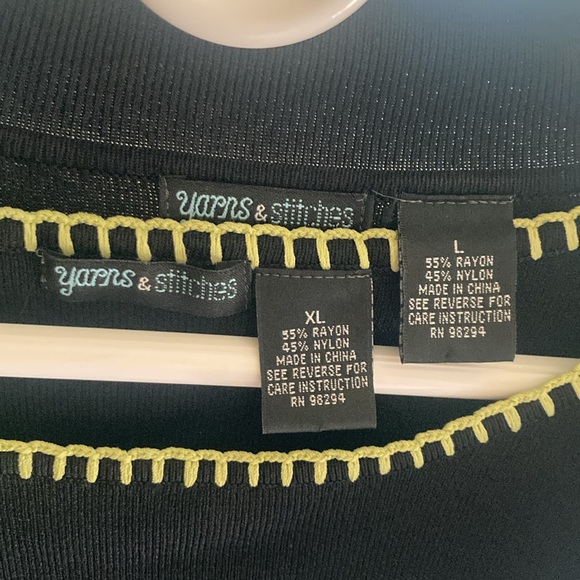 yarns & stitches
L
55% RAYON
45% NYLON
MADE IN CHINA
SEE REVERSE FOR
CARE INSTRUCTION
RN 98294
yarns & stitches
XL
55% RAYON
45% NYLON
MADE IN CHINA
SEE REVERSE FOR
CARE INSTRUCTION
RN 98294